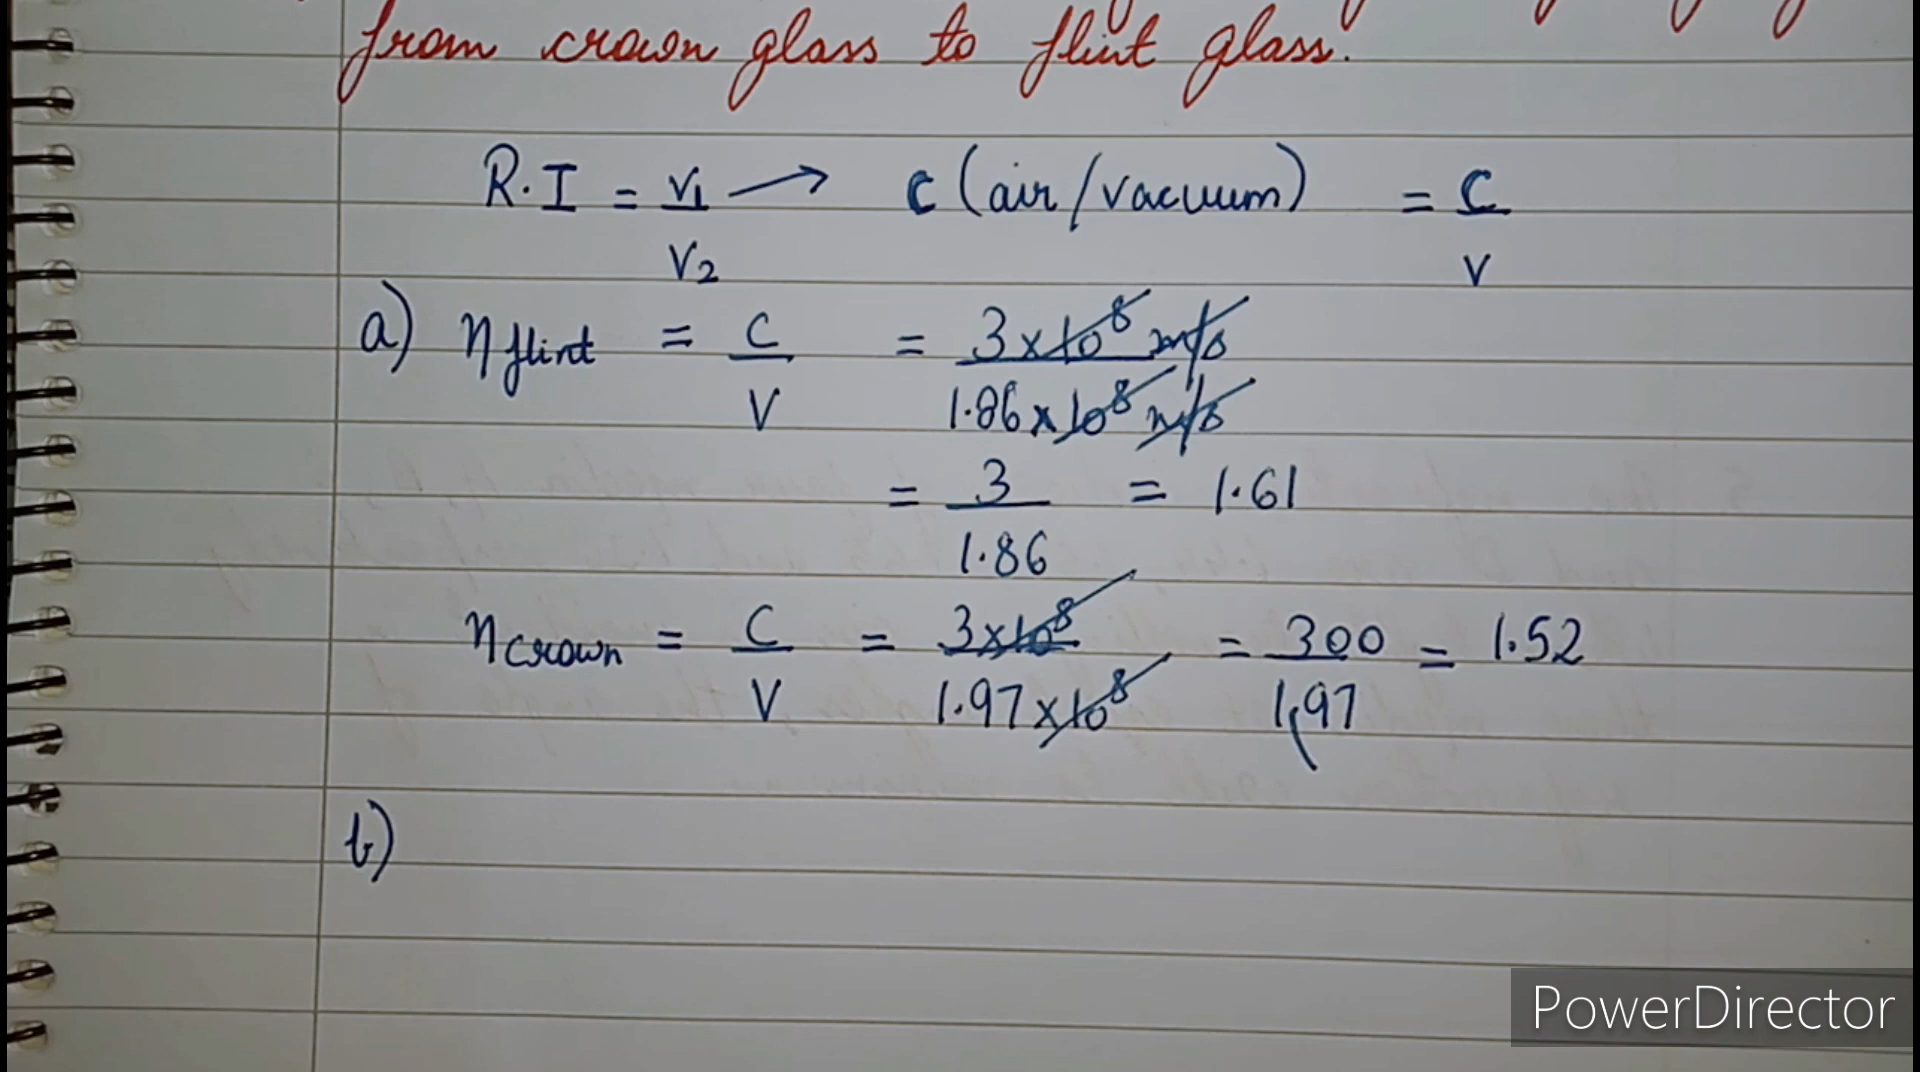 from crown glass to flint glass.
R.I = v1/v2 → c (air/vacuum) = c/v
a) η flint = c/v = 3×10⁸ m/s / 1.86×10⁸ m/s
= 3/1.86 = 1.61
η crown = c/v = 3×10⁸ / 1.97×10⁸ = 300/1,97 = 1.52
b)
PowerDirector